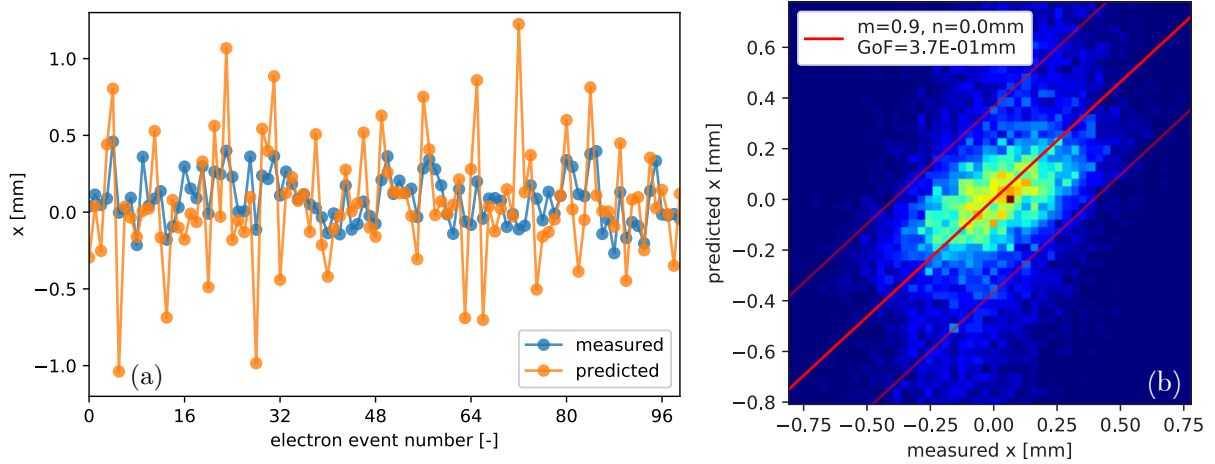 x [mm]
1.0
0.5
0.0
−0.5
−1.0
(a)
measured
predicted
0 16 32 48 64 80 96
electron event number [-]
m=0.9, n=0.0mm
GoF=3.7E-01mm
predicted x [mm]
0.6
0.4
0.2
0.0
−0.2
−0.4
−0.6
−0.8
(b)
−0.75 −0.50 −0.25 0.00 0.25 0.50 0.75
measured x [mm]